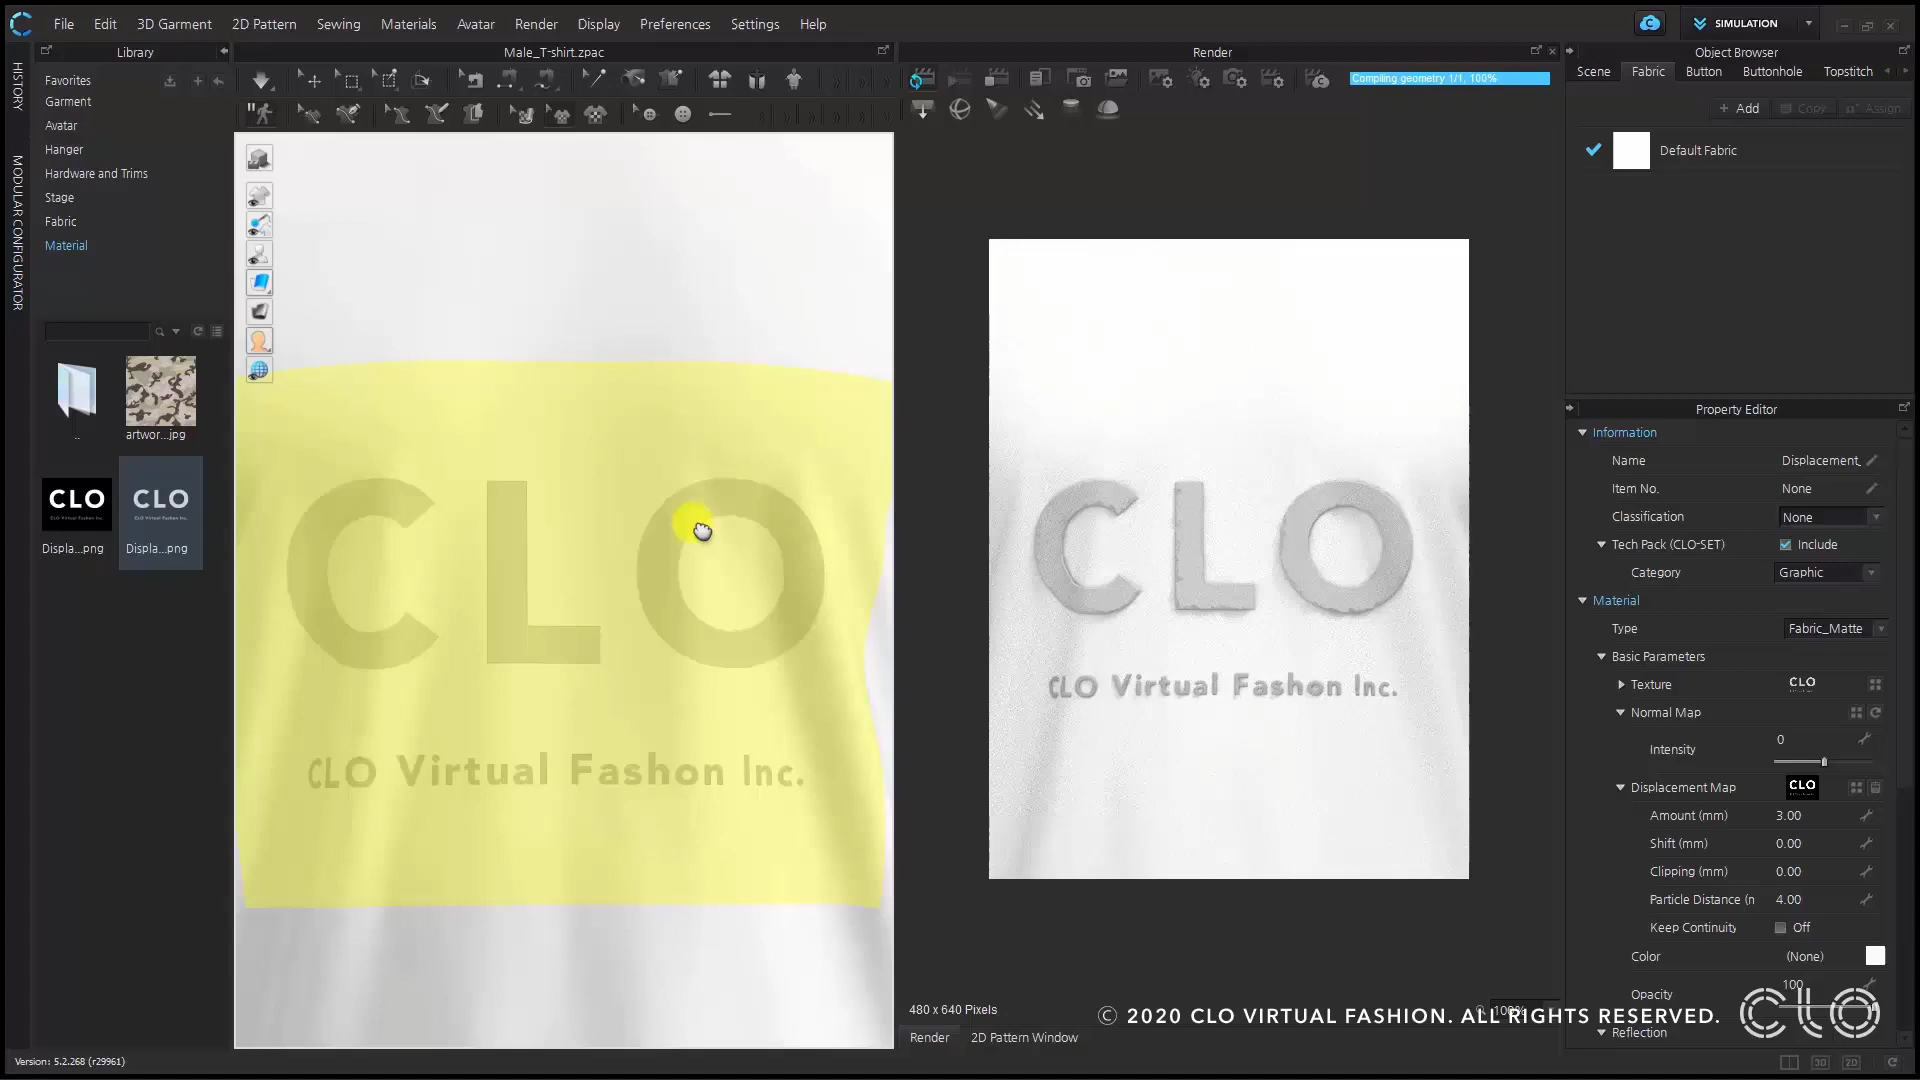 File Edit 3D Garment 2D Pattern Sewing Materials Avatar Render Display Preferences Settings Help
SIMULATION
Library
Male_T-shirt.zpac
Render
Object Browser
HISTORY
MODULAR CONFIGURATOR
Favorites
Garment
Avatar
Hanger
Hardware and Trims
Stage
Fabric
Material
Compiling geometry 1/1, 100%
Scene Fabric Button Buttonhole Topstitch
+ Add Copy Assign
Default Fabric
..
artwor...jpg
CLO
CLO
Displa...png
Displa...png
CLO
CLO Virtual Fashon Inc.
CLO
CLO Virtual Fashon Inc.
Property Editor
Information
Name Displacement_
Item No. None
Classification None
Tech Pack (CLO-SET) Include
Category Graphic
Material
Type Fabric_Matte
Basic Parameters
Texture CLO
Normal Map
Intensity 0
Displacement Map CLO
Amount (mm) 3.00
Shift (mm) 0.00
Clipping (mm) 0.00
Particle Distance (n 4.00
Keep Continuity Off
Color (None)
Opacity 100
Reflection
480 x 640 Pixels
100%
© 2020 CLO VIRTUAL FASHION. ALL RIGHTS RESERVED. CLO
Render 2D Pattern Window
Version: 5.2.268 (r29961)
3D 2D